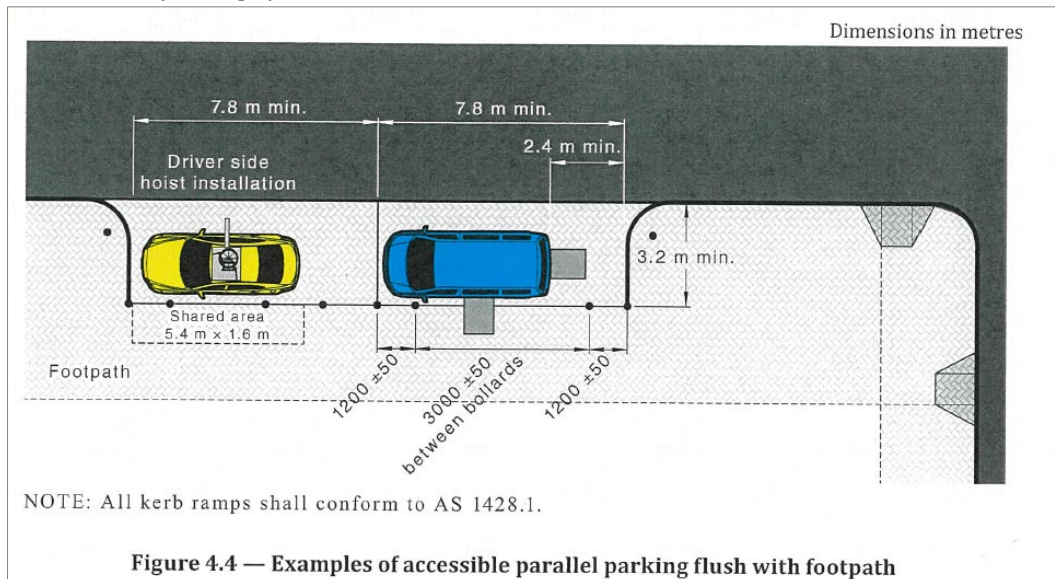 Dimensions in metres
7.8 m min.
7.8 m min.
2.4 m min.
Driver side
hoist installation
3.2 m min.
Shared area
5.4 m × 1.6 m
Footpath
1200 ±50
3000 ±50
between bollards
1200 ±50
NOTE: All kerb ramps shall conform to AS 1428.1.
Figure 4.4 — Examples of accessible parallel parking flush with footpath